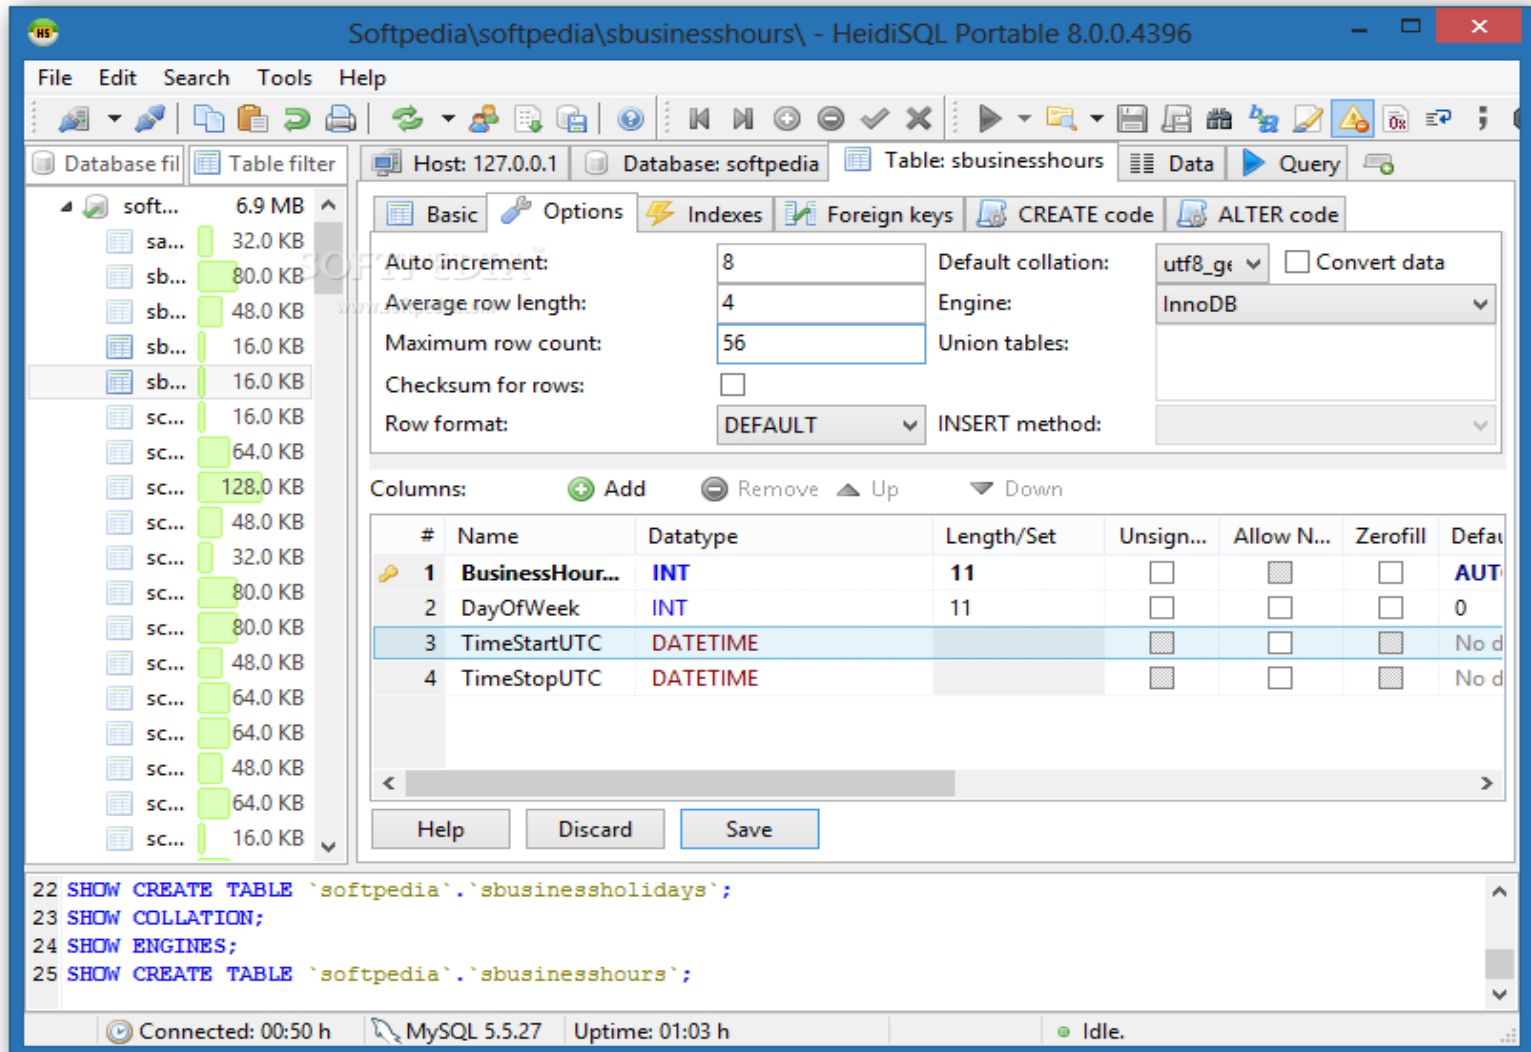 HS
Softpedia\softpedia\sbusinesshours\ - HeidiSQL Portable 8.0.0.4396
File Edit Search Tools Help
Database fil Table filter Host: 127.0.0.1 Database: softpedia Table: sbusinesshours Data Query
soft... 6.9 MB
sa... 32.0 KB
sb... 80.0 KB
sb... 48.0 KB
sb... 16.0 KB
sb... 16.0 KB
sc... 16.0 KB
sc... 64.0 KB
sc... 128.0 KB
sc... 48.0 KB
sc... 32.0 KB
sc... 80.0 KB
sc... 80.0 KB
sc... 48.0 KB
sc... 64.0 KB
sc... 64.0 KB
sc... 48.0 KB
sc... 64.0 KB
sc... 16.0 KB
Basic Options Indexes Foreign keys CREATE code ALTER code
Auto increment: 8 Default collation: utf8_ge Convert data
Average row length: 4 Engine: InnoDB
Maximum row count: 56 Union tables:
Checksum for rows:
Row format: DEFAULT INSERT method:
SOFTPEDIA
www.softpedia.com
Columns: Add Remove Up Down
# Name Datatype Length/Set Unsign... Allow N... Zerofill Defau
1 BusinessHour... INT 11 AUT
2 DayOfWeek INT 11 0
3 TimeStartUTC DATETIME No d
4 TimeStopUTC DATETIME No d
Help Discard Save
22 SHOW CREATE TABLE `softpedia`.`sbusinessholidays`;
23 SHOW COLLATION;
24 SHOW ENGINES;
25 SHOW CREATE TABLE `softpedia`.`sbusinesshours`;
Connected: 00:50 h MySQL 5.5.27 Uptime: 01:03 h Idle.